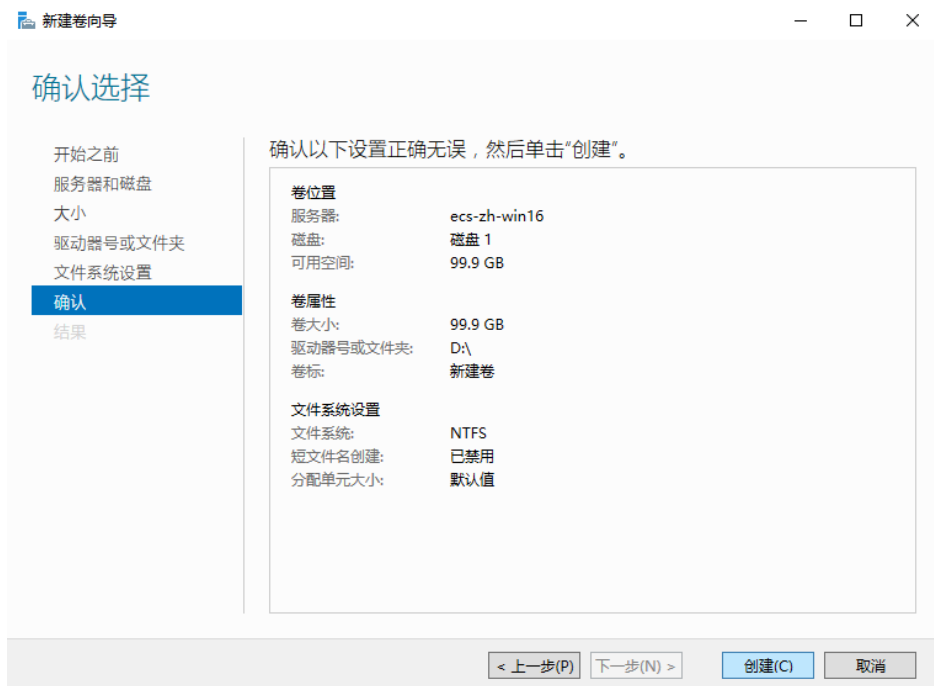 新建卷向导
确认选择
开始之前
服务器和磁盘
大小
驱动器号或文件夹
文件系统设置
确认
结果
确认以下设置正确无误，然后单击“创建”。
卷位置
服务器: ecs-zh-win16
磁盘: 磁盘 1
可用空间: 99.9 GB
卷属性
卷大小: 99.9 GB
驱动器号或文件夹: D:\
卷标: 新建卷
文件系统设置
文件系统: NTFS
短文件名创建: 已禁用
分配单元大小: 默认值
< 上一步(P) 下一步(N) > 创建(C) 取消